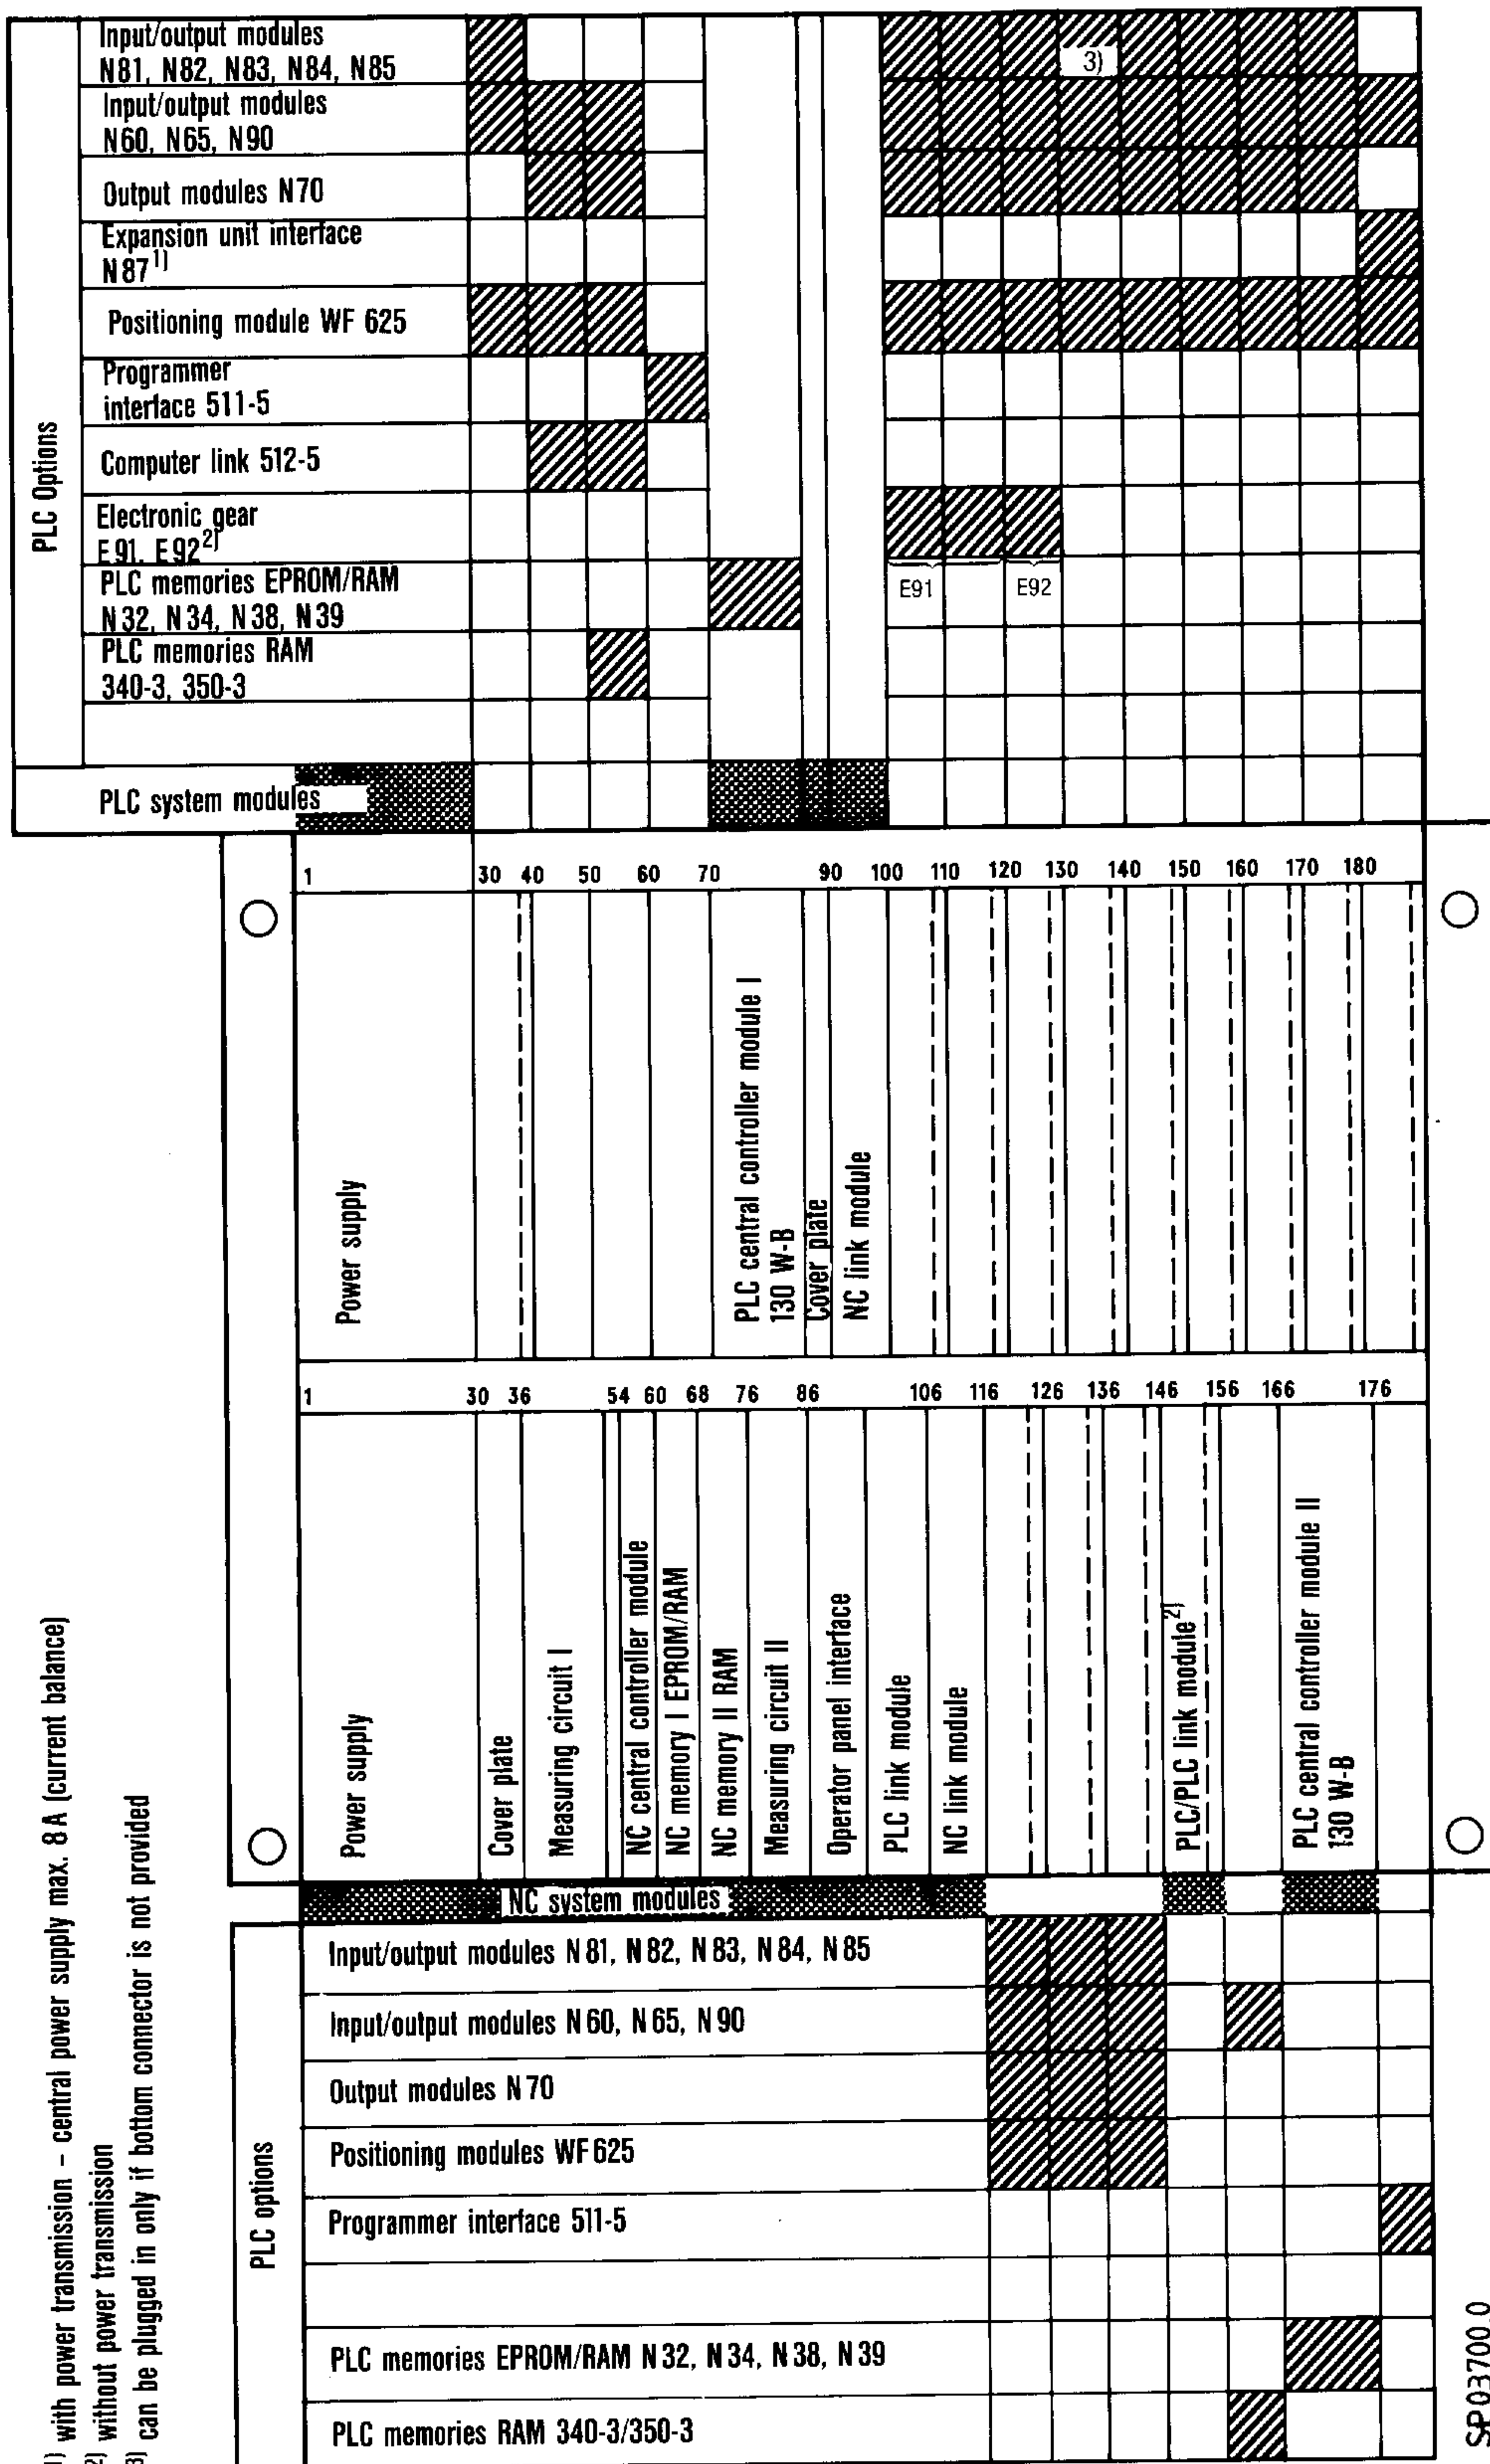 PLC Options
Input/output modules
N81, N82, N83, N84, N85
3)
Input/output modules
N60, N65, N90
Output modules N70
Expansion unit interface
N87 1)
Positioning module WF 625
Programmer
interface 511-5
Computer link 512-5
Electronic gear
E91, E92 2)
E91 E92
PLC memories EPROM/RAM
N32, N34, N38, N39
PLC memories RAM
340-3, 350-3
PLC system modules
1 30 40 50 60 70 90 100 110 120 130 140 150 160 170 180
Power supply
PLC central controller module I
130 W-B
Cover plate
NC link module
1 30 36 54 60 68 76 86 106 116 126 136 146 156 166 176
Power supply
Cover plate
Measuring circuit I
NC central controller module
NC memory I EPROM/RAM
NC memory II RAM
Measuring circuit II
Operator panel interface
PLC link module
NC link module
PLC/PLC link module 2)
PLC central controller module II
130 W-B
NC system modules
PLC options
Input/output modules N81, N82, N83, N84, N85
Input/output modules N60, N65, N90
Output modules N70
Positioning modules WF625
Programmer interface 511-5
PLC memories EPROM/RAM N32, N34, N38, N39
PLC memories RAM 340-3/350-3
1) with power transmission – central power supply max. 8 A (current balance)
2) without power transmission
3) can be plugged in only if bottom connector is not provided